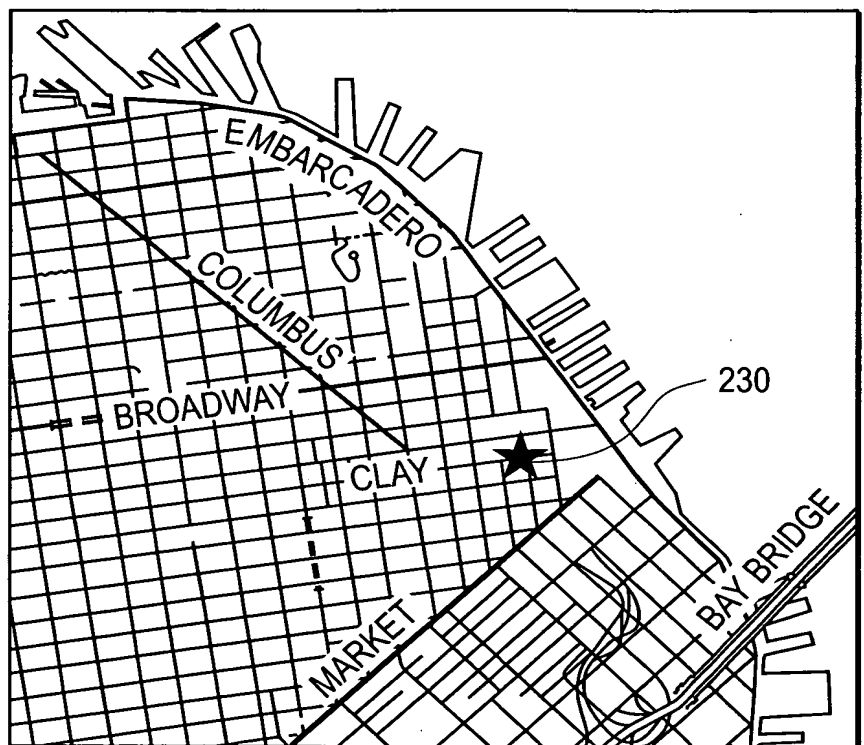 EMBARCADERO
COLUMBUS
BROADWAY
230
CLAY
BAY BRIDGE
MARKET